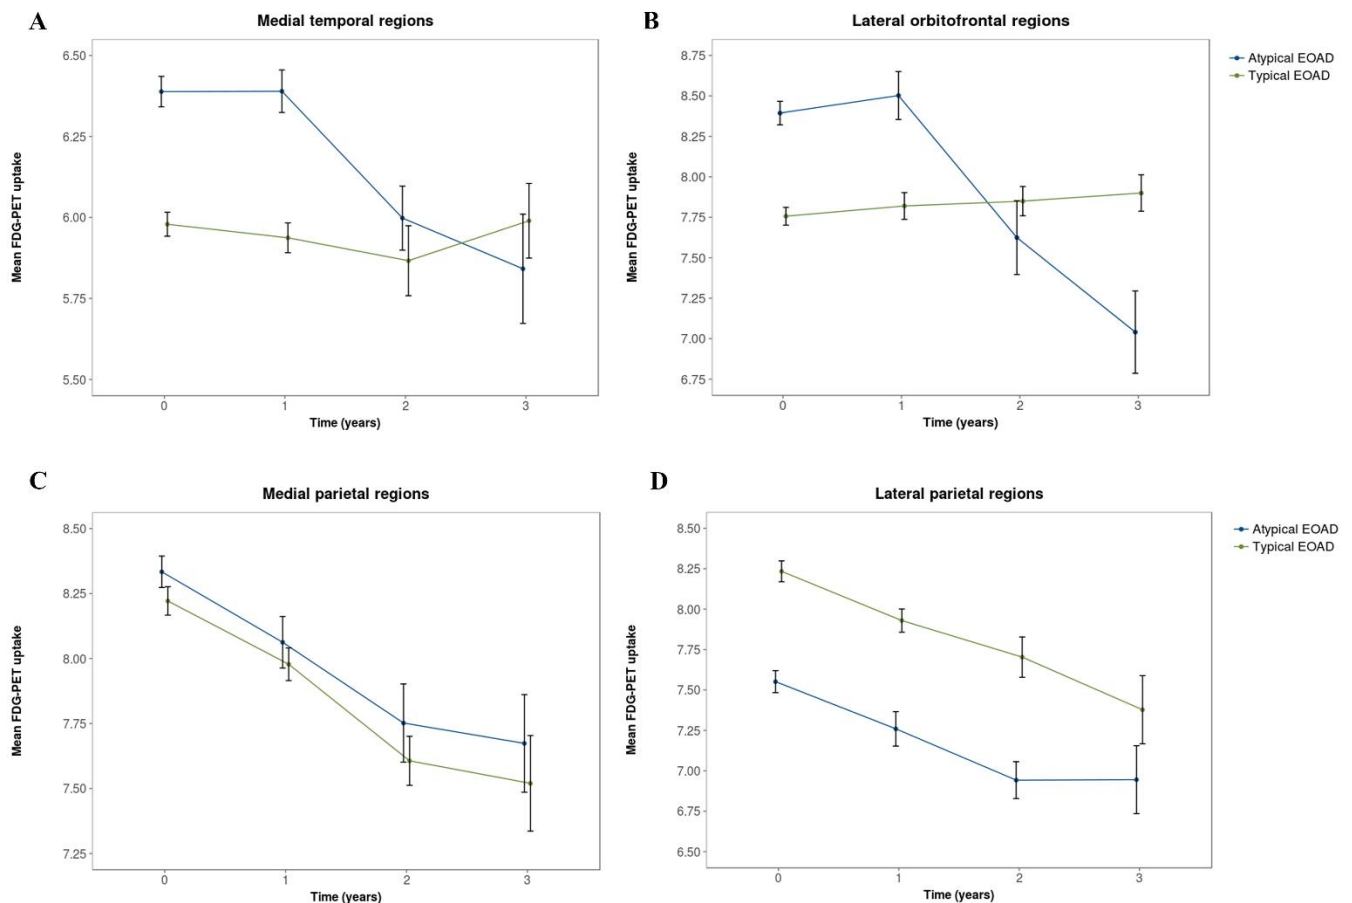 A
Medial temporal regions
Mean FDG-PET uptake
6.50
6.25
6.00
5.75
5.50
0 1 2 3
Time (years)
B
Lateral orbitofrontal regions
Mean FDG-PET uptake
8.75
8.50
8.25
8.00
7.75
7.50
7.25
7.00
6.75
0 1 2 3
Time (years)
Atypical EOAD
Typical EOAD
C
Medial parietal regions
Mean FDG-PET uptake
8.50
8.25
8.00
7.75
7.50
7.25
0 1 2 3
Time (years)
D
Lateral parietal regions
Mean FDG-PET uptake
8.50
8.25
8.00
7.75
7.50
7.25
7.00
6.75
6.50
0 1 2 3
Time (years)
Atypical EOAD
Typical EOAD